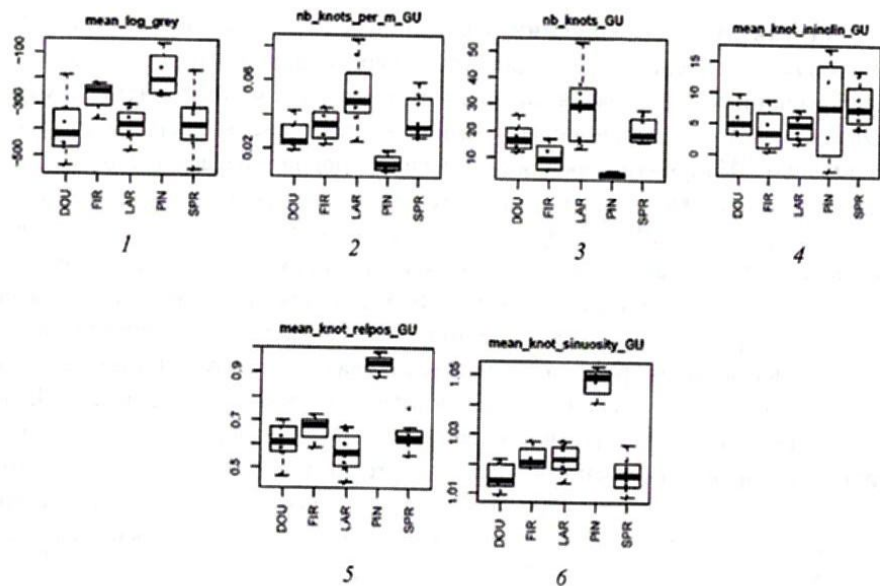 mean_log_grey
-100
-300
-500
DOU
FIR
LAR
PIN
SPR
1
nb_knots_per_m_GU
0.06
0.02
DOU
FIR
LAR
PIN
SPR
2
nb_knots_GU
50
40
30
20
10
DOU
FIR
LAR
PIN
SPR
3
mean_knot_ininclin_GU
15
10
5
0
DOU
FIR
LAR
PIN
SPR
4
mean_knot_relpos_GU
0.9
0.7
0.5
DOU
FIR
LAR
PIN
SPR
5
mean_knot_sinuosity_GU
1.05
1.03
1.01
DOU
FIR
LAR
PIN
SPR
6